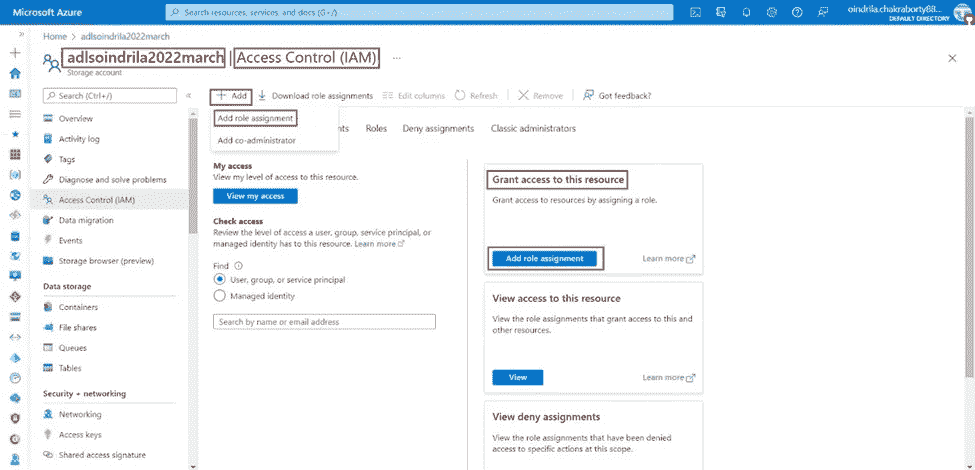 Microsoft Azure
Search resources, services, and docs (G+/)
oindrila.chakraborty88...
DEFAULT DIRECTORY
Home > adlsoindrila2022march
adlsoindrila2022march | Access Control (IAM) ...
Storage account
Search (Ctrl+/)
Add
Download role assignments
Edit columns
Refresh
Remove
Got feedback?
Add role assignment
Add co-administrator
nts
Roles
Deny assignments
Classic administrators
Overview
Activity log
Tags
Diagnose and solve problems
Access Control (IAM)
Data migration
Events
Storage browser (preview)
Data storage
Containers
File shares
Queues
Tables
Security + networking
Networking
Access keys
Shared access signature
My access
View my level of access to this resource.
View my access
Check access
Review the level of access a user, group, service principal, or
managed identity has to this resource. Learn more
Find
User, group, or service principal
Managed identity
Search by name or email address
Grant access to this resource
Grant access to resources by assigning a role.
Add role assignment
Learn more
View access to this resource
View the role assignments that grant access to this and
other resources.
View
Learn more
View deny assignments
View the role assignments that have been denied
access to specific actions at this scope.